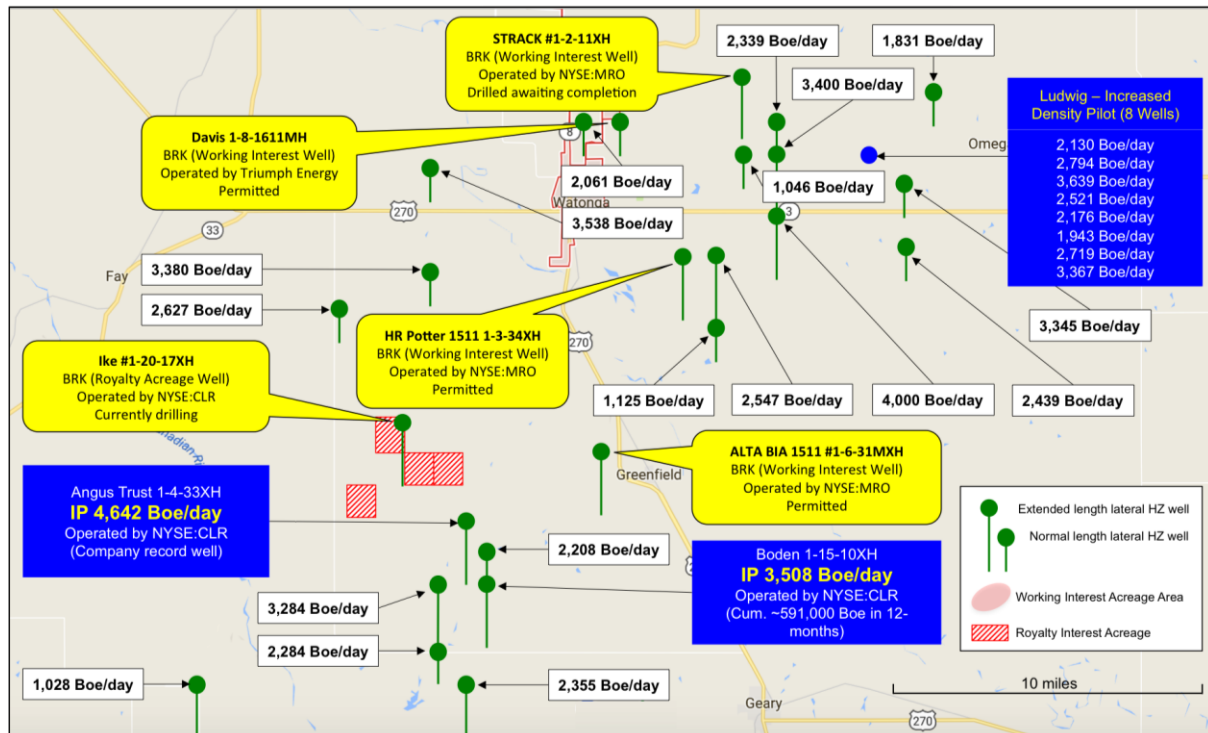 STRACK #1-2-11XH
BRK (Working Interest Well)
Operated by NYSE:MRO
Drilled awaiting completion
2,339 Boe/day
1,831 Boe/day
3,400 Boe/day
Ludwig – Increased
Density Pilot (8 Wells)
2,130 Boe/day
2,794 Boe/day
3,639 Boe/day
2,521 Boe/day
2,176 Boe/day
1,943 Boe/day
2,719 Boe/day
3,367 Boe/day
Davis 1-8-1611MH
BRK (Working Interest Well)
Operated by Triumph Energy
Permitted
8
Omega
2,061 Boe/day
1,046 Boe/day
Watonga
270
3
3,538 Boe/day
33
Fay
3,380 Boe/day
2,627 Boe/day
HR Potter 1511 1-3-34XH
BRK (Working Interest Well)
Operated by NYSE:MRO
Permitted
270
3,345 Boe/day
Ike #1-20-17XH
BRK (Royalty Acreage Well)
Operated by NYSE:CLR
Currently drilling
1,125 Boe/day
2,547 Boe/day
4,000 Boe/day
2,439 Boe/day
ALTA BIA 1511 #1-6-31MXH
BRK (Working Interest Well)
Operated by NYSE:MRO
Permitted
Greenfield
Angus Trust 1-4-33XH
IP 4,642 Boe/day
Operated by NYSE:CLR
(Company record well)
2,208 Boe/day
Boden 1-15-10XH
IP 3,508 Boe/day
Operated by NYSE:CLR
(Cum. ~591,000 Boe in 12-
months)
3,284 Boe/day
2,284 Boe/day
1,028 Boe/day
2,355 Boe/day
Extended length lateral HZ well
Normal length lateral HZ well
Working Interest Acreage Area
Royalty Interest Acreage
10 miles
Geary
270